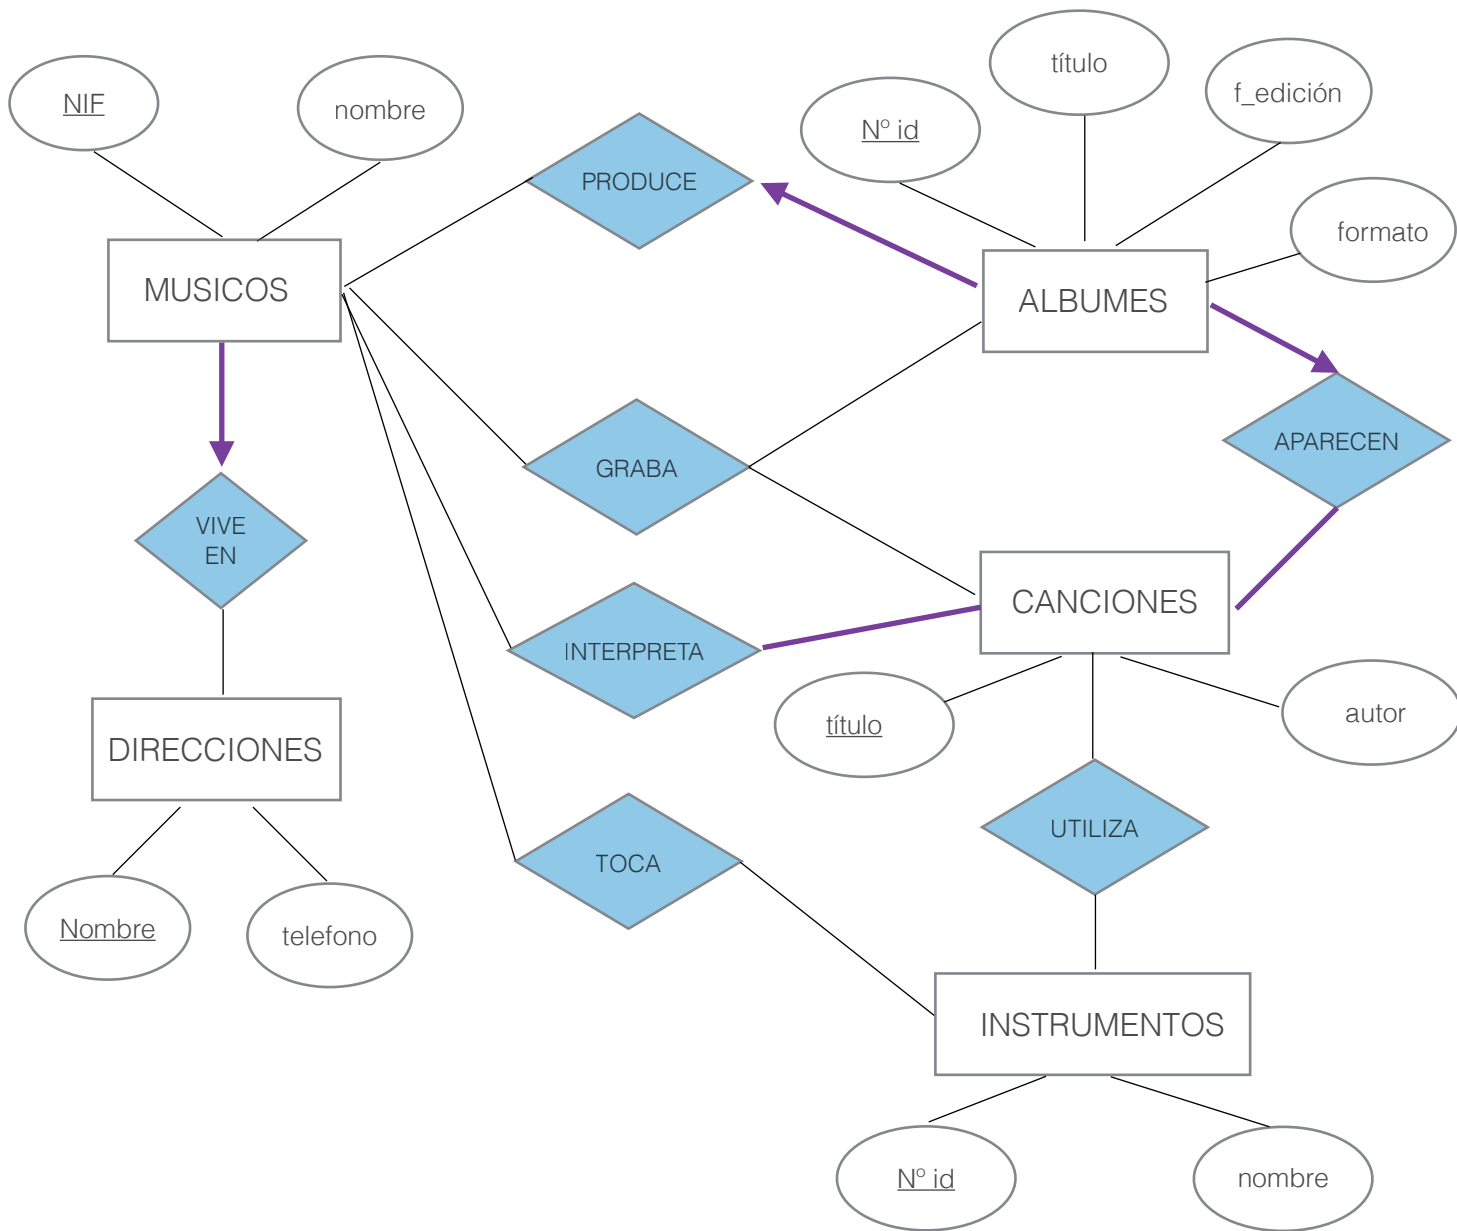 título
f_edición
NIF
nombre
Nº id
PRODUCE
formato
MUSICOS
ALBUMES
APARECEN
GRABA
VIVE
EN
CANCIONES
INTERPRETA
título
autor
DIRECCIONES
UTILIZA
TOCA
Nombre
telefono
INSTRUMENTOS
Nº id
nombre